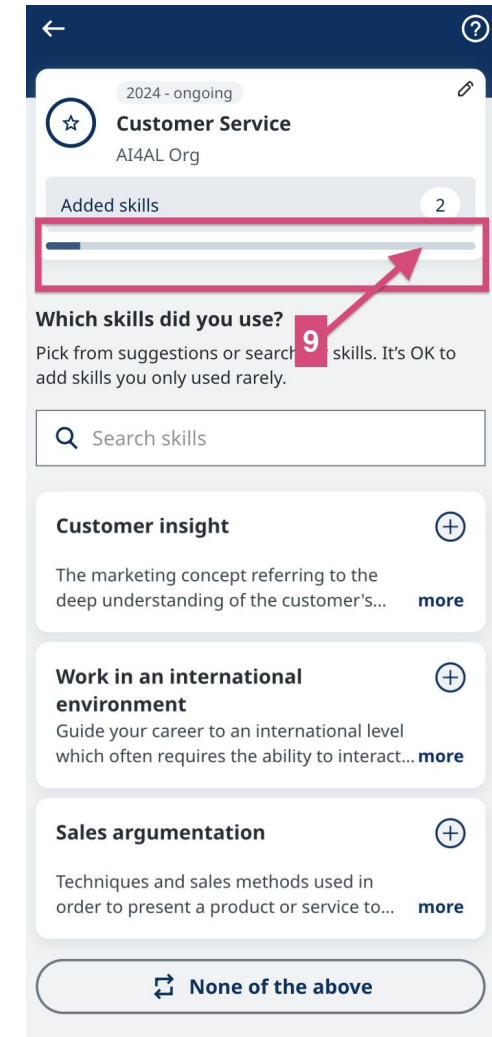 2024 - ongoing
Customer Service
AI4AL Org
Added skills 2
Which skills did you use?
9
Pick from suggestions or search skills. It's OK to
add skills you only used rarely.
Search skills
Customer insight
The marketing concept referring to the
deep understanding of the customer's... more
Work in an international
environment
Guide your career to an international level
which often requires the ability to interact... more
Sales argumentation
Techniques and sales methods used in
order to present a product or service to... more
None of the above